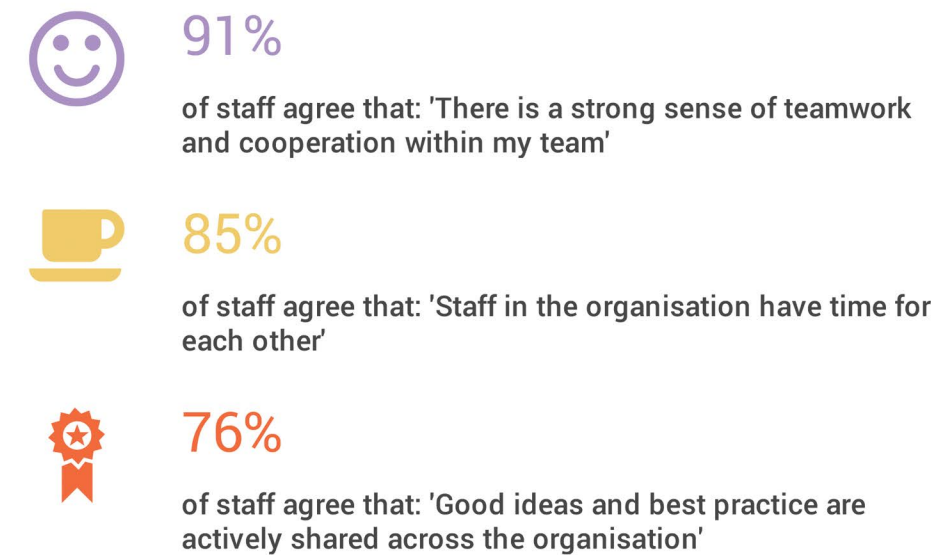 91%
of staff agree that: 'There is a strong sense of teamwork
and cooperation within my team'
85%
of staff agree that: 'Staff in the organisation have time for
each other'
76%
of staff agree that: 'Good ideas and best practice are
actively shared across the organisation'